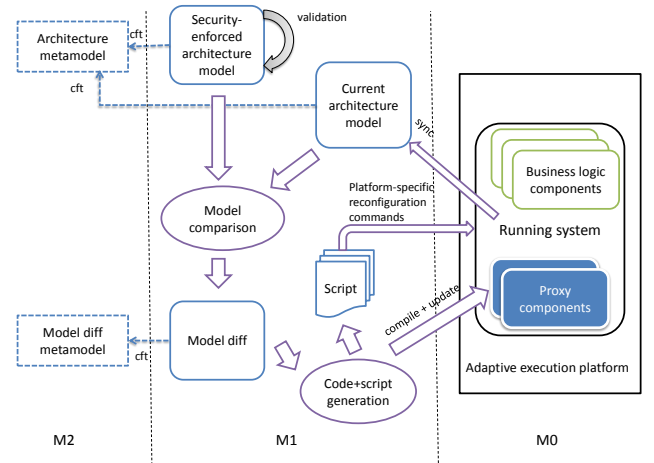 Security-
enforced
architecture
model
validation
Architecture
metamodel
cft
cft
Current
architecture
model
sync
Business logic
components
Platform-specific
reconfiguration
commands
Model
comparison
Running system
Script
compile + update
Proxy
components
Model diff
metamodel
cft
Model diff
Code+script
generation
Adaptive execution platform
M2
M1
M0